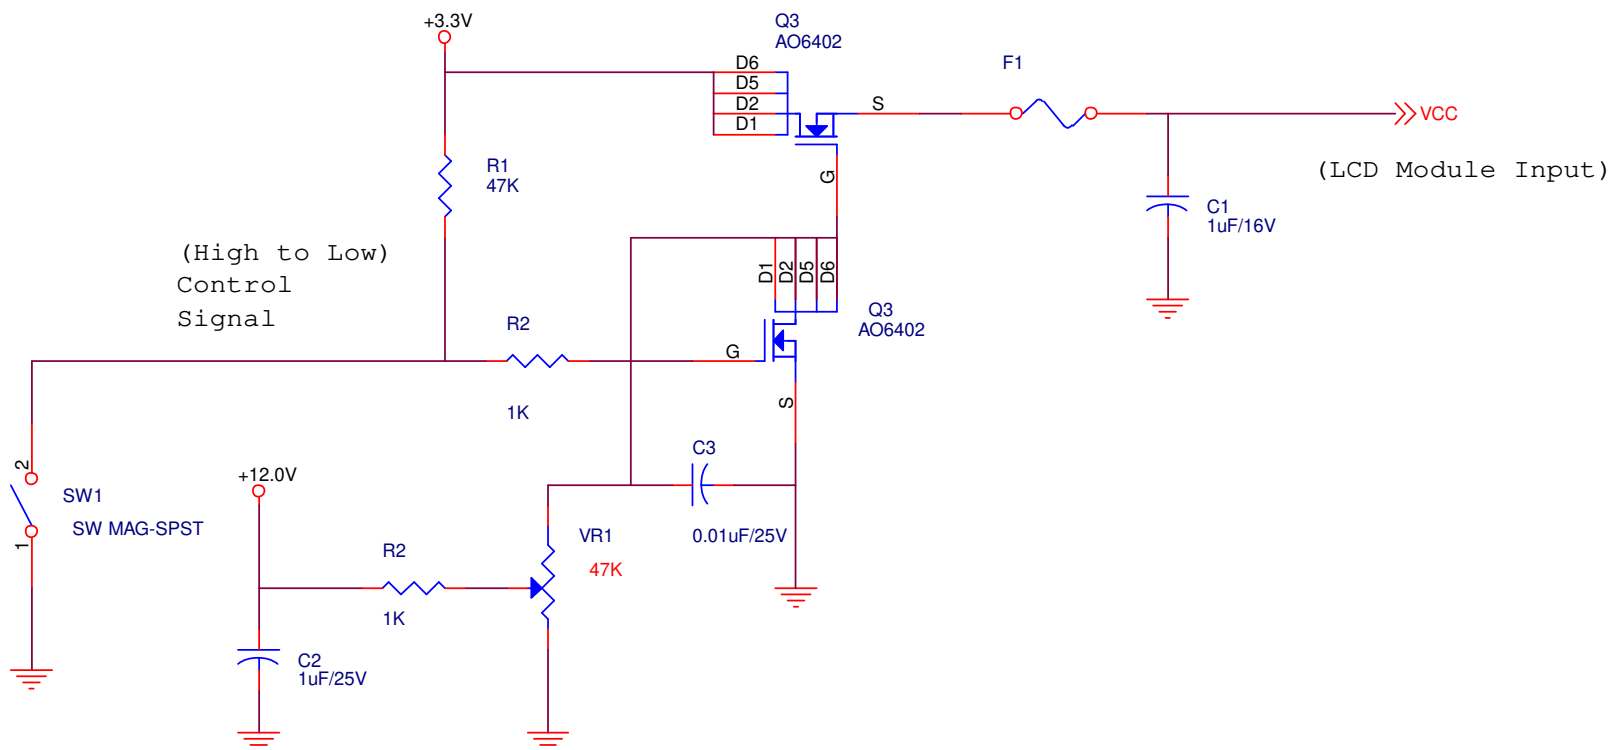 +3.3V
Q3
AO6402
D6
D5
D2
D1
S
G
F1
VCC
(LCD Module Input)
R1
47K
C1
1uF/16V
(High to Low)
Control
Signal
D1
D2
D5
D6
Q3
AO6402
R2
1K
G
S
2
1
SW1
SW MAG-SPST
+12.0V
C3
0.01uF/25V
VR1
47K
R2
1K
C2
1uF/25V